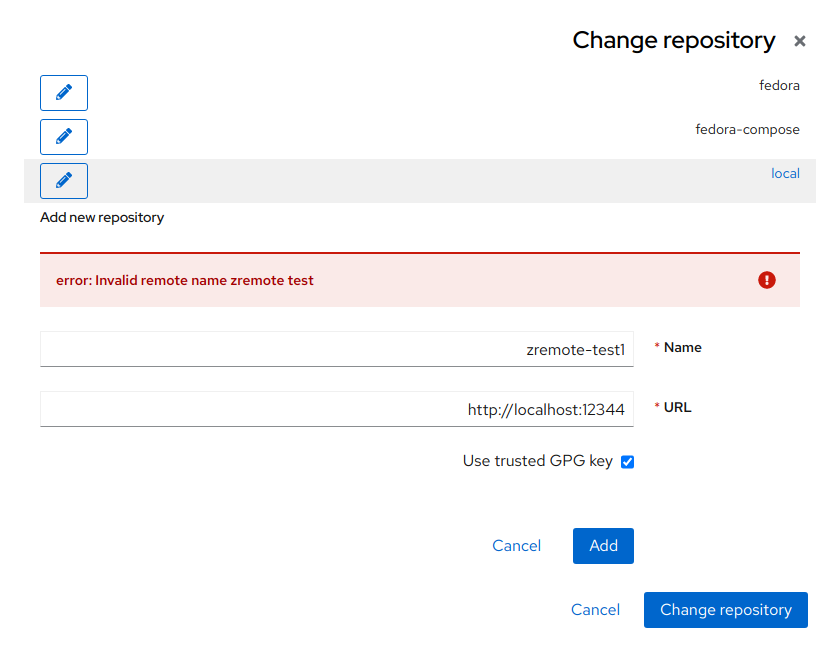 Change repository
fedora
fedora-compose
local
Add new repository
error: Invalid remote name zremote test
* Name
zremote-test1
* URL
http://localhost:12344
Use trusted GPG key
Add
Cancel
Change repository
Cancel